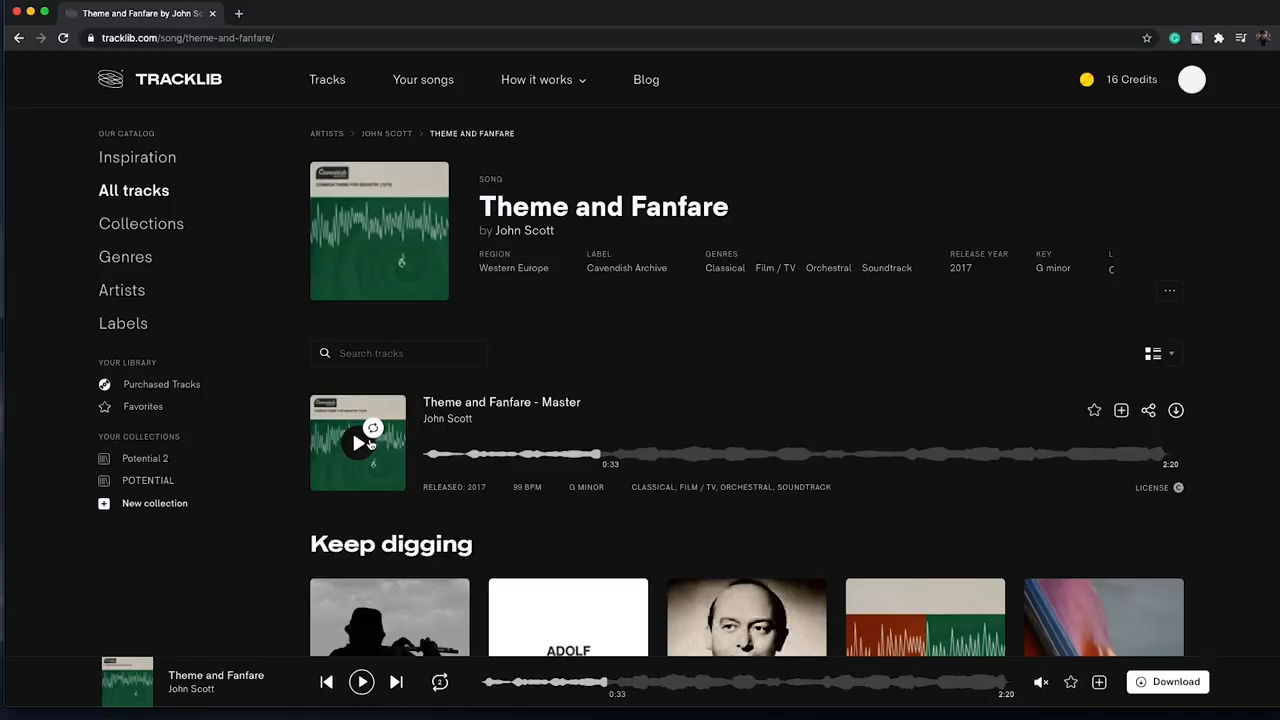 Theme and Fanfare by John Sc
tracklib.com/song/theme-and-fanfare/
TRACKLIB
Tracks
Your songs
How it works
Blog
16 Credits
OUR CATALOG
Inspiration
All tracks
Collections
Genres
Artists
Labels
YOUR LIBRARY
Purchased Tracks
Favorites
YOUR COLLECTIONS
Potential 2
POTENTIAL
New collection
ARTISTS > JOHN SCOTT > THEME AND FANFARE
Cavendish
SONG
Theme and Fanfare
by John Scott
REGION
Western Europe
LABEL
Cavendish Archive
GENRES
Classical Film / TV Orchestral Soundtrack
RELEASE YEAR
2017
KEY
G minor
L
C
Search tracks
Theme and Fanfare - Master
John Scott
0:33
2:20
RELEASED: 2017
99 BPM
G MINOR
CLASSICAL, FILM / TV, ORCHESTRAL, SOUNDTRACK
LICENSE C
Keep digging
ADOLF
Theme and Fanfare
John Scott
0:33
2:20
Download